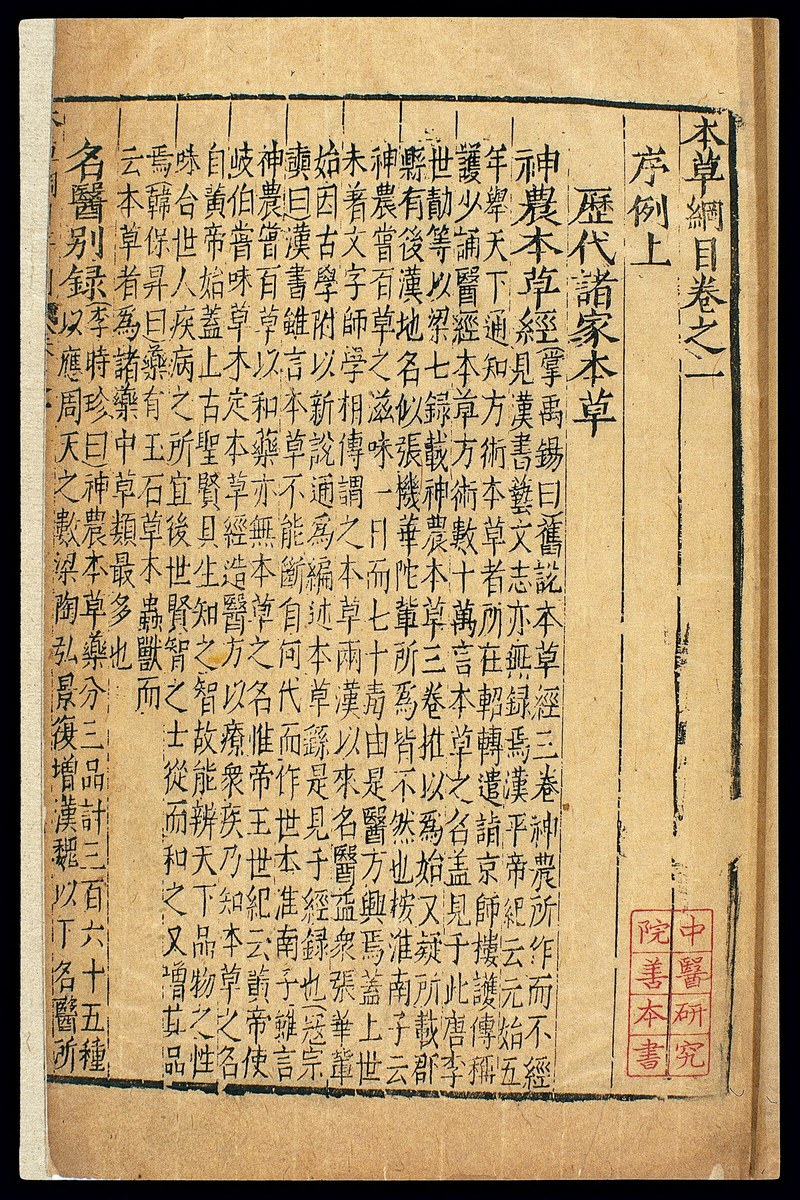 本草綱目卷之一
序例上
歷代諸家本草
神農本草經掌禹錫曰舊說本草經三卷神農所作而不經
見漢書藝文志亦無録焉漢平帝紀云元始五
年舉天下通知方術本草者所在軺轉遣詣京師摟護傳稱
護少誦醫經本草方術數十萬言本草之名盖見于此唐李
世勣等以梁七録載神農本草三卷推以為始又疑所載郡
縣有後漢地名似張機華陀輩所為皆不然也按淮南子云
神農嘗百草之滋味一日而七十毒由是醫方興焉蓋上世
未著文字師學相傳謂之本草兩漢以來名醫益衆張華輩
始因古學附以新說通為編述本草繇是見于經録也寇宗
奭曰漢書雖言本草不能斷自何代而作世本淮南子雖言
神農嘗百草以和藥亦無本草之名惟帝王世紀云黃帝使
岐伯嘗味草木定本草經造醫方以療衆疾乃知本草之名
自黃帝始蓋上古聖賢具生知之智故能辨天下品物之性
味合世人疾病之所宜後世賢智之士從而和之又增其品
焉韓保昇曰藥有玉石草木蟲獸而
云本草者為諸藥中草類最多也
名醫別録李時珍曰神農本草藥分三品計三百六十五種
以應周天之數梁陶弘景復增漢魏以下名醫所
中醫研究
院善本書